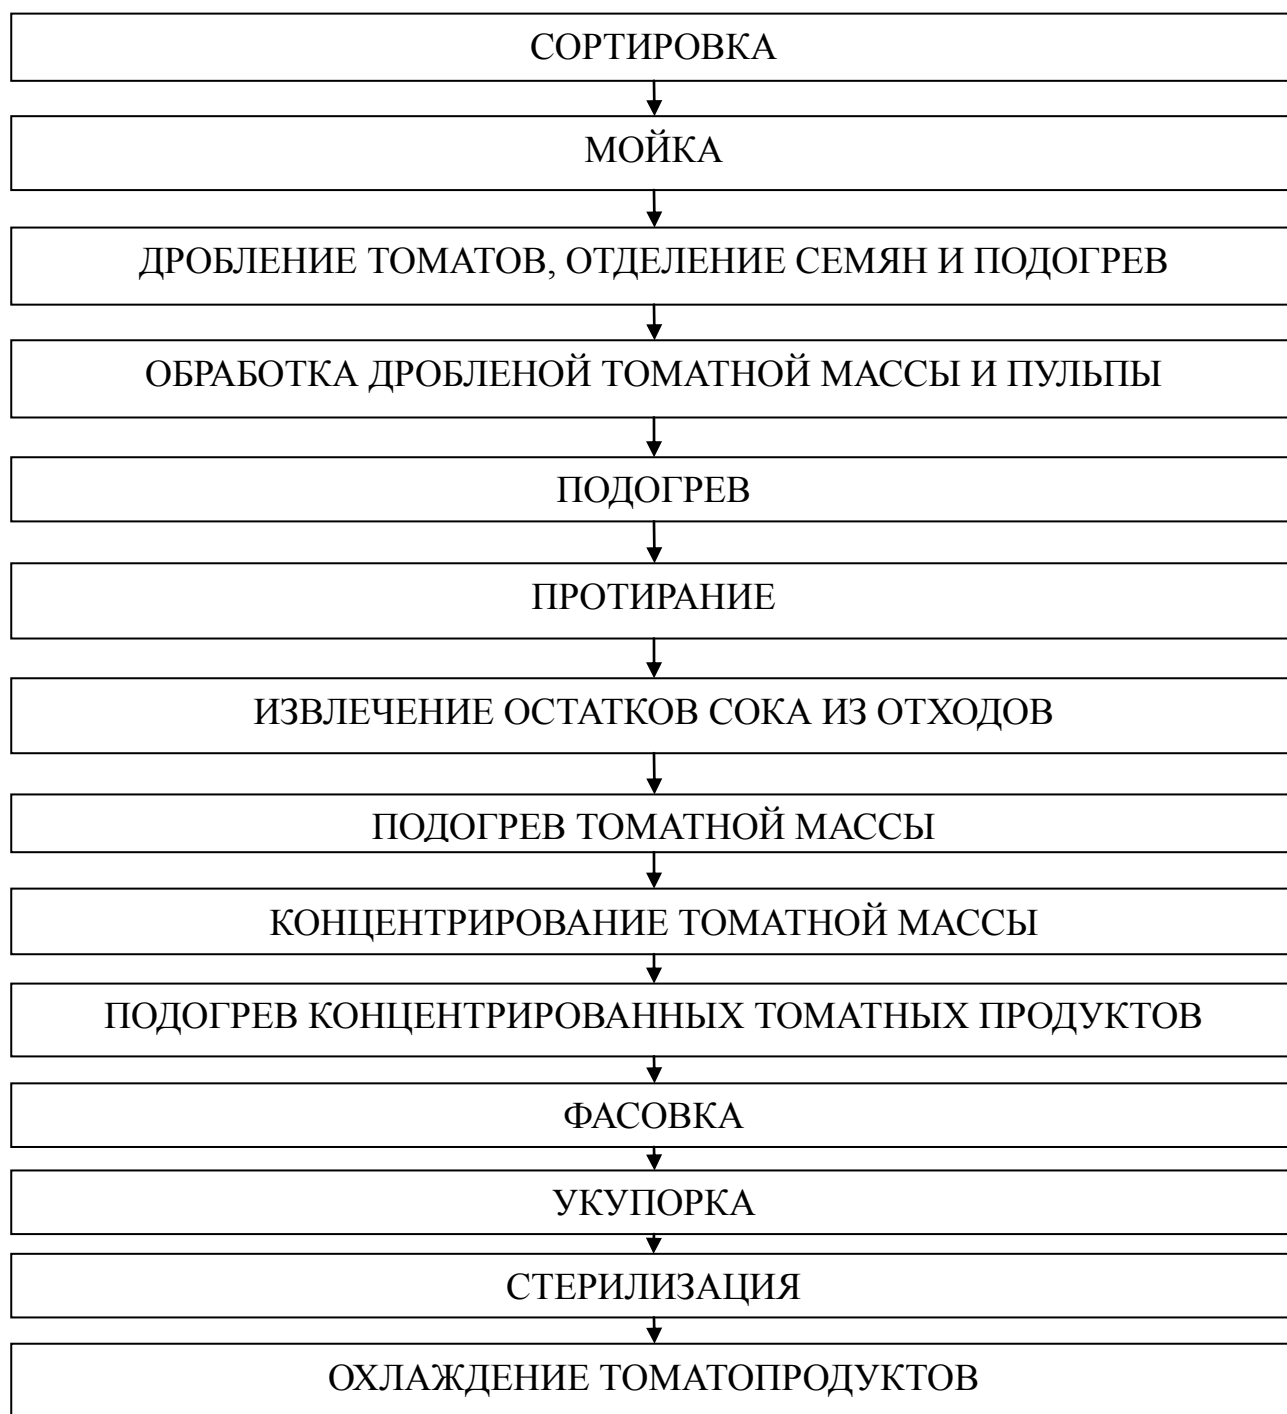 СОРТИРОВКА
МОЙКА
ДРОБЛЕНИЕ ТОМАТОВ, ОТДЕЛЕНИЕ СЕМЯН И ПОДОГРЕВ
ОБРАБОТКА ДРОБЛЕНОЙ ТОМАТНОЙ МАССЫ И ПУЛЬПЫ
ПОДОГРЕВ
ПРОТИРАНИЕ
ИЗВЛЕЧЕНИЕ ОСТАТКОВ СОКА ИЗ ОТХОДОВ
ПОДОГРЕВ ТОМАТНОЙ МАССЫ
КОНЦЕНТРИРОВАНИЕ ТОМАТНОЙ МАССЫ
ПОДОГРЕВ КОНЦЕНТРИРОВАННЫХ ТОМАТНЫХ ПРОДУКТОВ
ФАСОВКА
УКУПОРКА
СТЕРИЛИЗАЦИЯ
ОХЛАЖДЕНИЕ ТОМАТОПРОДУКТОВ